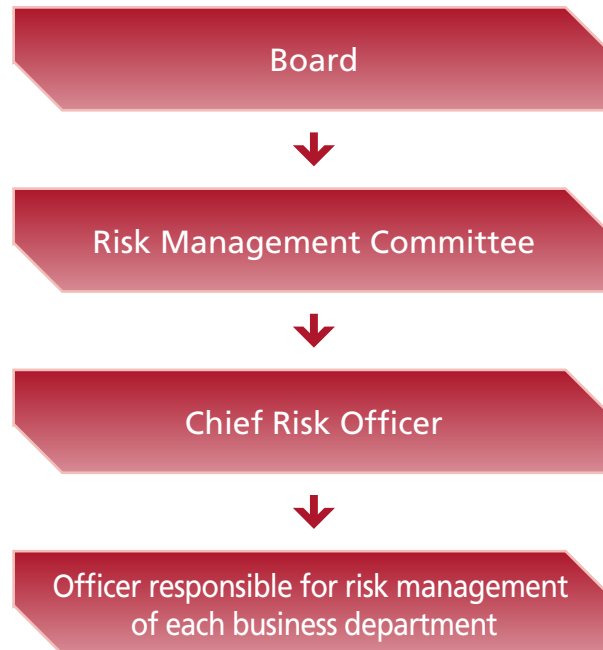 Board
Risk Management Committee
Chief Risk Officer
Officer responsible for risk management
of each business department